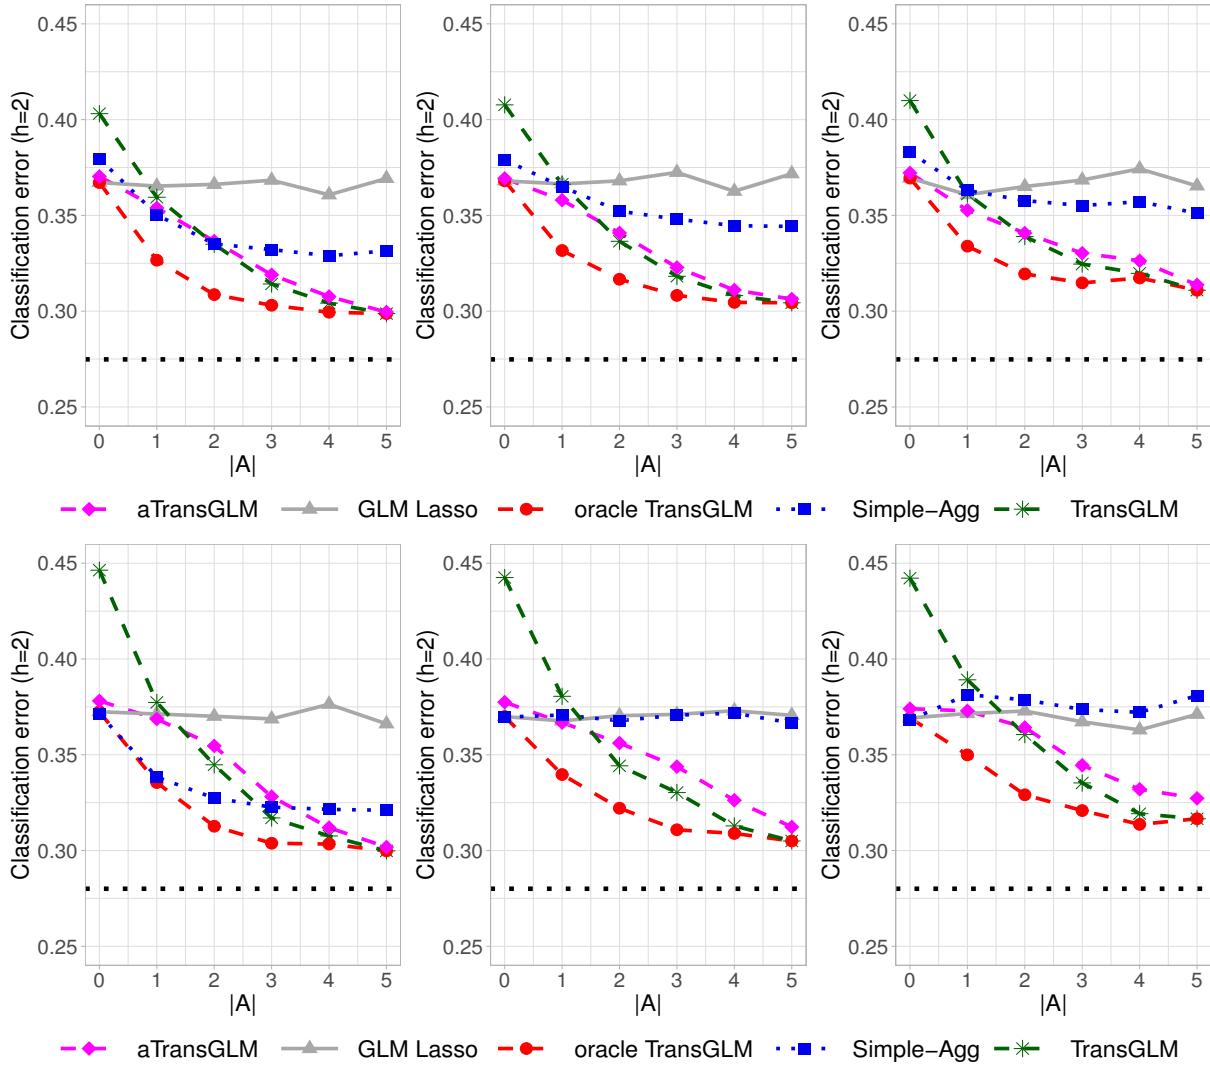 0.45
0.40
0.35
0.30
0.25
Classification error (h=2)
0 1 2 3 4 5
|A|
0.45
0.40
0.35
0.30
0.25
Classification error (h=2)
0 1 2 3 4 5
|A|
0.45
0.40
0.35
0.30
0.25
Classification error (h=2)
0 1 2 3 4 5
|A|
aTransGLM GLM Lasso oracle TransGLM Simple−Agg TransGLM
0.45
0.40
0.35
0.30
0.25
Classification error (h=2)
0 1 2 3 4 5
|A|
0.45
0.40
0.35
0.30
0.25
Classification error (h=2)
0 1 2 3 4 5
|A|
0.45
0.40
0.35
0.30
0.25
Classification error (h=2)
0 1 2 3 4 5
|A|
aTransGLM GLM Lasso oracle TransGLM Simple−Agg TransGLM